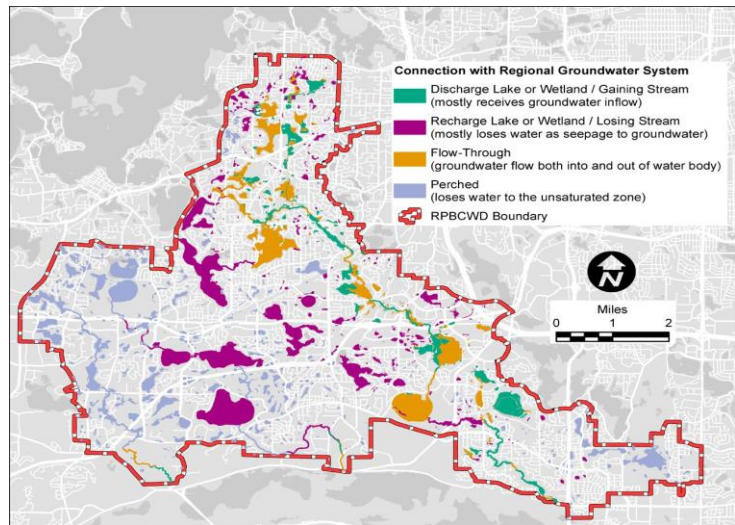 Connection with Regional Groundwater System
Discharge Lake or Wetland / Gaining Stream
(mostly receives groundwater inflow)
Recharge Lake or Wetland / Losing Stream
(mostly loses water as seepage to groundwater)
Flow-Through
(groundwater flow both into and out of water body)
Perched
(loses water to the unsaturated zone)
RPBCWD Boundary
N
Miles
0 1 2